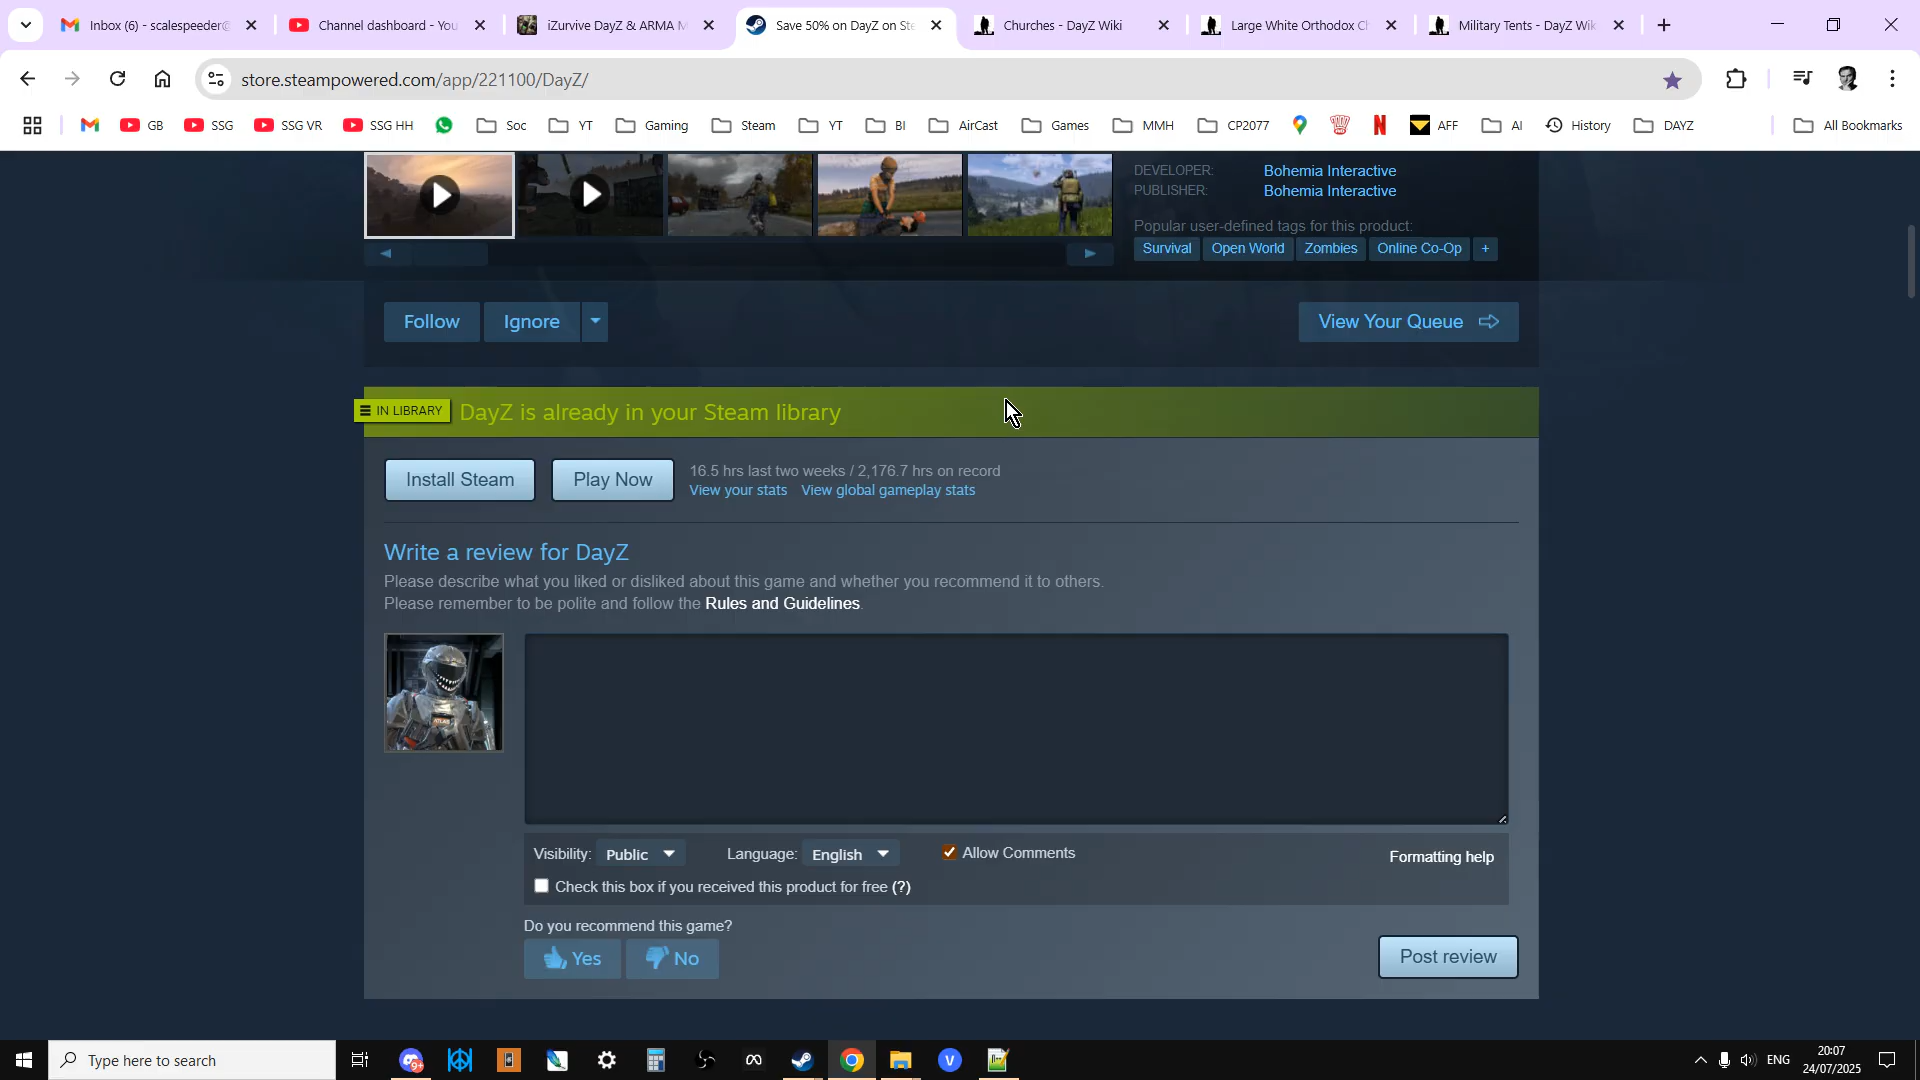 Inbox (6) - scalespeeder@
Channel dashboard - You
iZurvive DayZ & ARMA M
Save 50% on DayZ on Ste
Churches - DayZ Wiki
Large White Orthodox Ch
Military Tents - DayZ Wiki
store.steampowered.com/app/221100/DayZ/
GB
SSG
SSG VR
SSG HH
Soc
YT
Gaming
Steam
YT
BI
AirCast
Games
MMH
CP2077
AFF
AI
History
DAYZ
All Bookmarks
DEVELOPER: Bohemia Interactive
PUBLISHER: Bohemia Interactive
Popular user-defined tags for this product:
Survival Open World Zombies Online Co-Op +
Follow Ignore
View Your Queue
IN LIBRARY DayZ is already in your Steam library
Install Steam Play Now
16.5 hrs last two weeks / 2,176.7 hrs on record
View your stats View global gameplay stats
Write a review for DayZ
Please describe what you liked or disliked about this game and whether you recommend it to others.
Please remember to be polite and follow the Rules and Guidelines.
Visibility: Public Language: English Allow Comments Formatting help
Check this box if you received this product for free (?)
Do you recommend this game?
Yes No
Post review
Type here to search
9+
ENG
20:07
24/07/2025